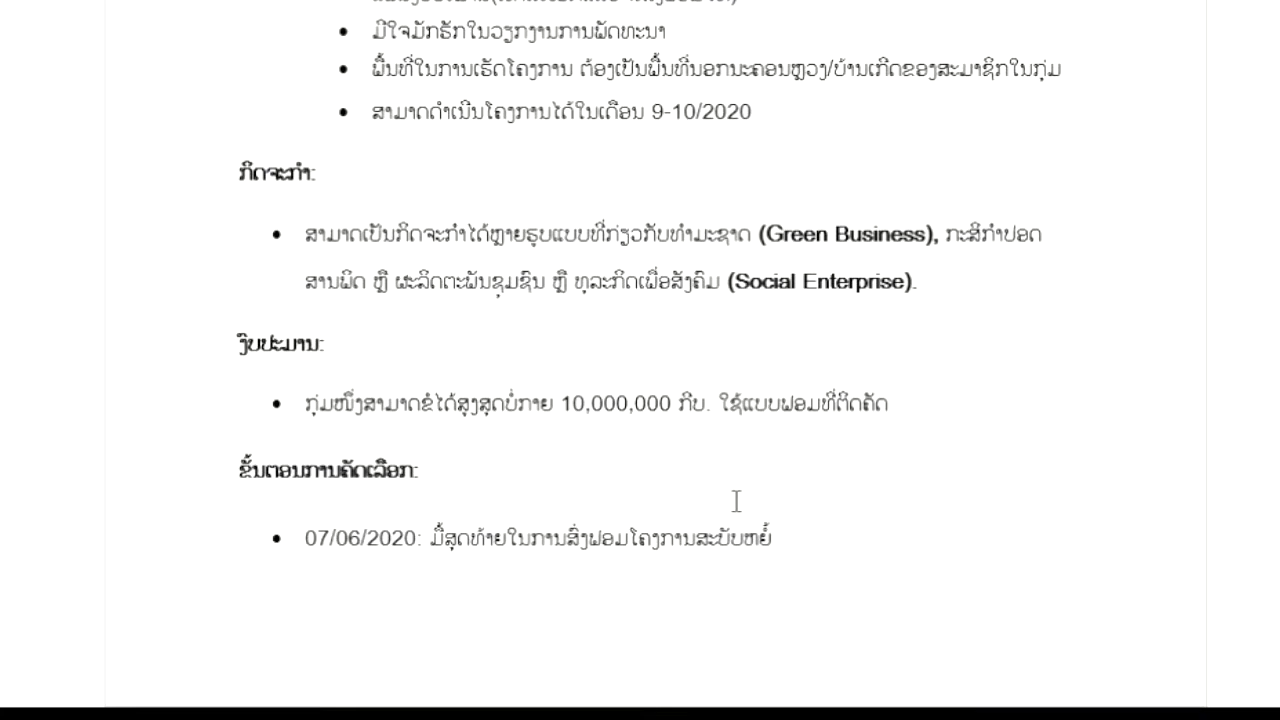 ມີໃຈມັກຮັກໃນວຽກງານການພັດທະນາ
ພື້ນທີ່ໃນການເຮັດໂຄງການ ຕ້ອງເປັນພື້ນທີ່ນອກນະຄອນຫຼວງ/ບ້ານເກີດຂອງສະມາຊິກໃນກຸ່ມ
ສາມາດດຳເນີນໂຄງການໄດ້ໃນເດືອນ 9-10/2020
ກິດຈະກຳ:
ສາມາດເປັນກິດຈະກຳໄດ້ຫຼາຍຮູບແບບທີ່ກ່ຽວກັບທຳມະຊາດ (Green Business), ກະສິກຳປອດ
ສານພິດ ຫຼື ຜະລິດຕະພັນຊຸມຊົນ ຫຼື ທຸລະກິດເພື່ອສັງຄົມ (Social Enterprise).
ງົບປະມານ:
ກຸ່ມໜຶ່ງສາມາດຂໍໄດ້ສູງສຸດບໍ່ກາຍ 10,000,000 ກີບ. ໃຊ້ແບບຟອມທີ່ຕິດຄັດ
ຂັ້ນຕອນການຄັດເລືອກ:
07/06/2020: ມື້ສຸດທ້າຍໃນການສົ່ງຟອມໂຄງການສະບັບຫຍໍ້